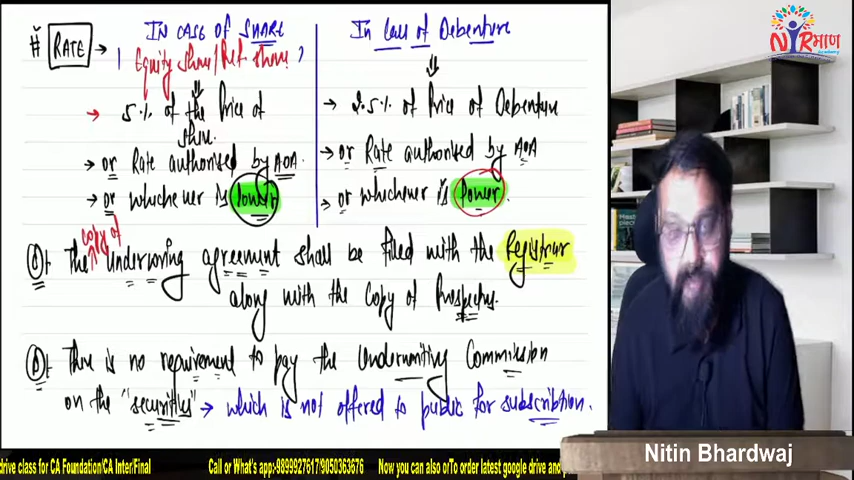 # RATE → IN CASE OF SHARE
( Equity share/Pref. share )
→ 5% of the Price of
share.
→ or Rate authorised by AOA.
→ or whichever is lower
In Case of Debenture
→ 2.5% of Price of Debenture
→ or Rate authorised by AOA
→ or whichever is lower.
The copy of underwriting agreement shall be filled with the Registrar
along with the Copy of Prospectus.
There is no requirement to pay the Underwriting Commission
on the "securities" → which is not offered to public for subscription.
NIRमाण
Academy
Nitin Bhardwaj
drive class for CA Foundation/CA Inter/Final Call or What's app:-9899927617/9050363676 Now you can also orTo order latest google drive and p